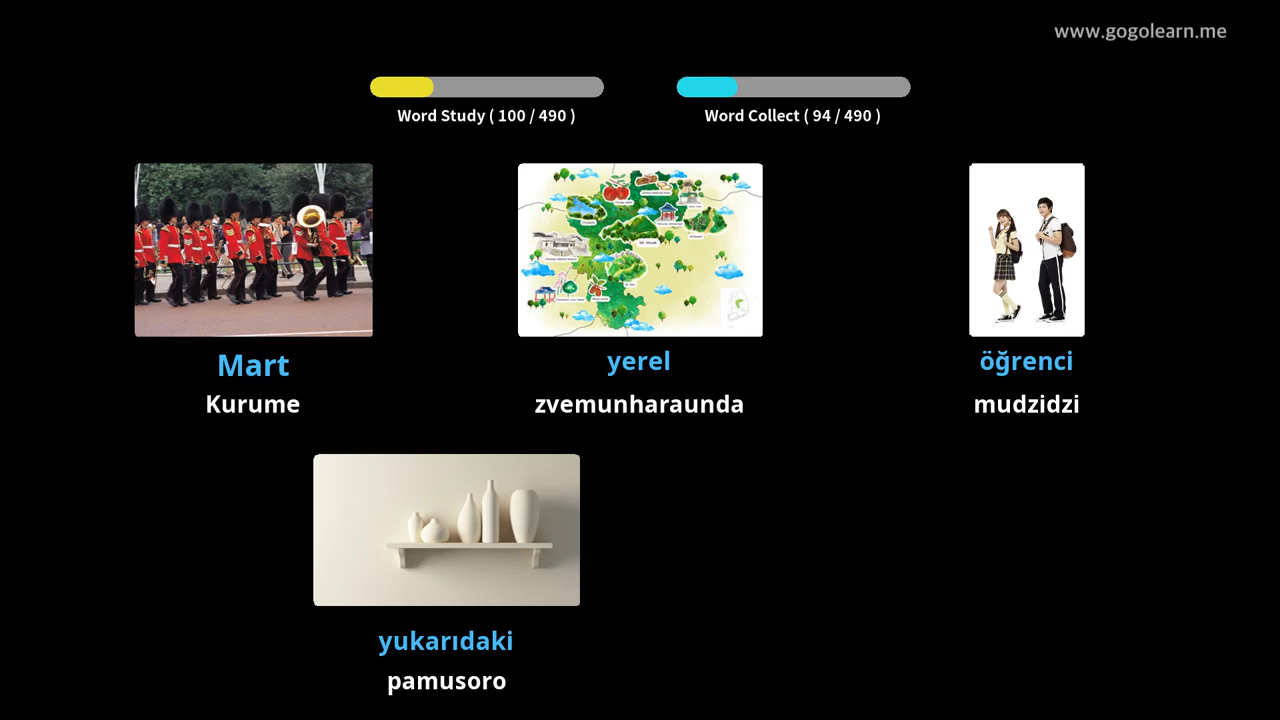 www.gogolearn.me
Word Study ( 100 / 490 )
Word Collect ( 94 / 490 )
Mart
Kurume
yerel
zvemunharaunda
öğrenci
mudzidzi
yukarıdaki
pamusoro